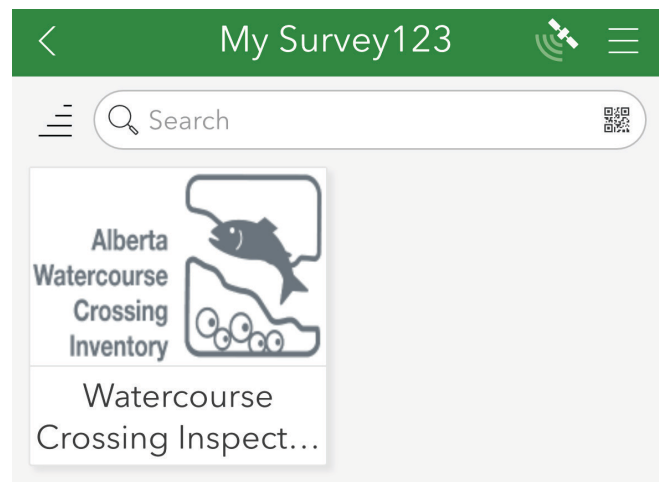 My Survey123
Search
Alberta
Watercourse
Crossing
Inventory
Watercourse
Crossing Inspect...